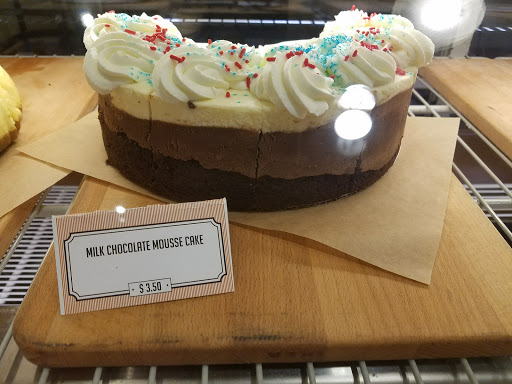 MILK CHOCOLATE MOUSSE CAKE
$ 3.50